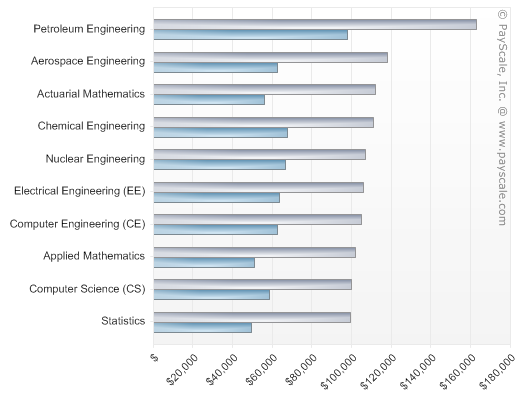 Petroleum Engineering
Aerospace Engineering
Actuarial Mathematics
Chemical Engineering
Nuclear Engineering
Electrical Engineering (EE)
Computer Engineering (CE)
Applied Mathematics
Computer Science (CS)
Statistics
$
$20,000
$40,000
$60,000
$80,000
$100,000
$120,000
$140,000
$160,000
$180,000
© PayScale, Inc. @ www.payscale.com